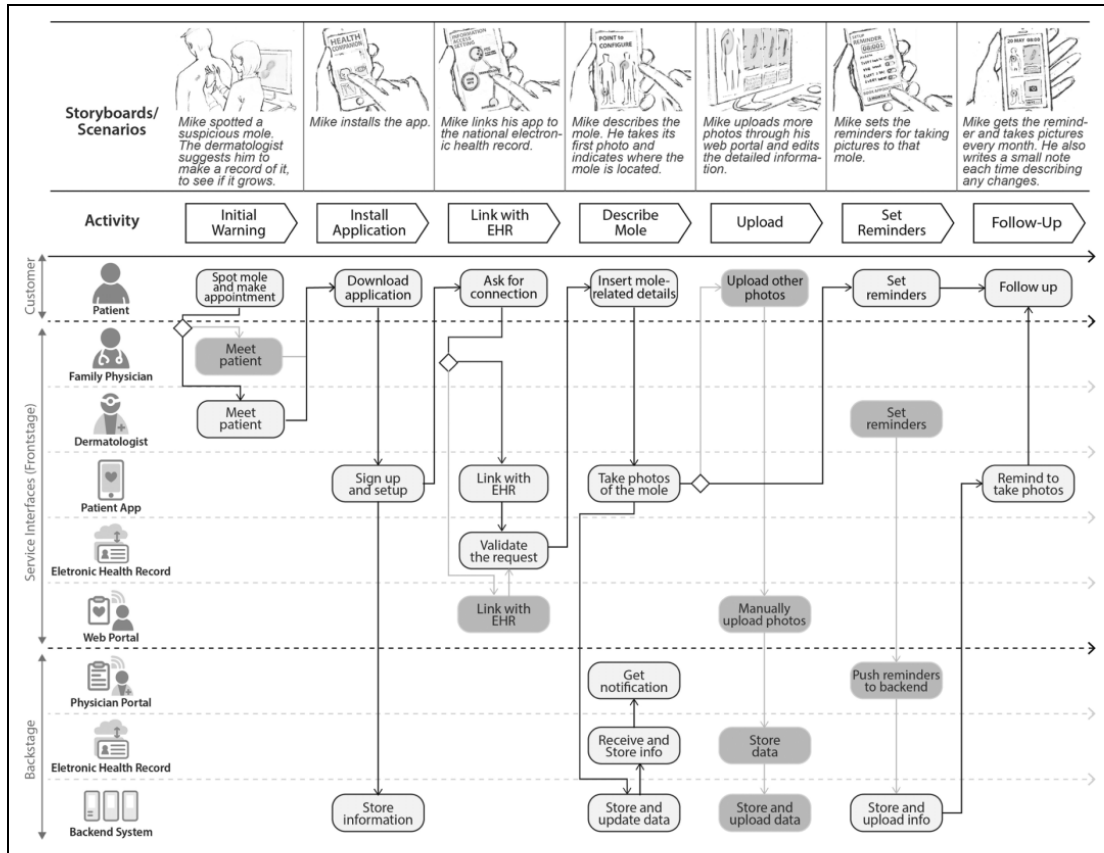 HEALTH
COMPANION
INFORMATION
ACCESS
SETTING
POINT to
CONFIGURE
SETUP
REMINDER
20 MAY
Storyboards/
Scenarios
Mike spotted a
suspicious mole.
The dermatologist
suggests him to
make a record of it,
to see if it grows.
Mike installs the app.
Mike links his app to
the national electron-
ic health record.
Mike describes the
mole. He takes its
first photo and
indicates where the
mole is located.
Mike uploads more
photos through his
web portal and edits
the detailed informa-
tion.
Mike sets the
reminders for taking
pictures to that
mole.
Mike gets the remind-
er and takes pictures
every month. He also
writes a small note
each time describing
any changes.
Activity
Initial
Warning
Install
Application
Link with
EHR
Describe
Mole
Upload
Set
Reminders
Follow-Up
Customer
Patient
Spot mole
and make
appointment
Download
application
Ask for
connection
Insert mole-
related details
Upload other
photos
Set
reminders
Follow up
Service Interfaces (Frontstage)
Family Physician
Meet
patient
Dermatologist
Meet
patient
Set
reminders
Patient App
Sign up
and setup
Link with
EHR
Take photos
of the mole
Remind to
take photos
Eletronic Health Record
Validate
the request
Web Portal
Link with
EHR
Manually
upload photos
Backstage
Physician Portal
Get
notification
Push reminders
to backend
Eletronic Health Record
Receive and
Store info
Store
data
Backend System
Store
information
Store and
update data
Store and
upload data
Store and
upload info